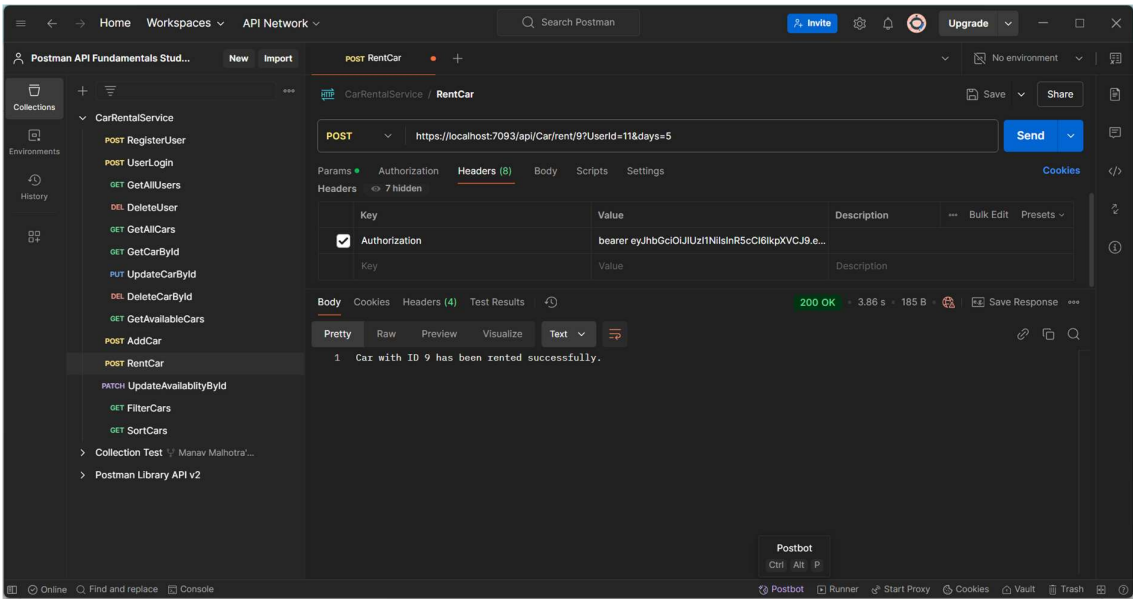 Home Workspaces API Network Search Postman Invite Upgrade
Postman API Fundamentals Stud... New Import POST RentCar No environment
Collections
Environments
History
CarRentalService
POST RegisterUser
POST UserLogin
GET GetAllUsers
DEL DeleteUser
GET GetAllCars
GET GetCarById
PUT UpdateCarById
DEL DeleteCarById
GET GetAvailableCars
POST AddCar
POST RentCar
PATCH UpdateAvailablityById
GET FilterCars
GET SortCars
Collection Test Manav Malhotra'...
Postman Library API v2
HTTP CarRentalService / RentCar Save Share
POST https://localhost:7093/api/Car/rent/9?UserId=11&days=5 Send
Params Authorization Headers (8) Body Scripts Settings Cookies
Headers 7 hidden
Key Value Description Bulk Edit Presets
Authorization bearer eyJhbGciOiJIUzI1NiIsInR5cCI6IkpXVCJ9.e...
Key Value Description
Body Cookies Headers (4) Test Results 200 OK 3.86 s 185 B Save Response
Pretty Raw Preview Visualize Text
1 Car with ID 9 has been rented successfully.
Postbot
Ctrl Alt P
Online Find and replace Console Postbot Runner Start Proxy Cookies Vault Trash